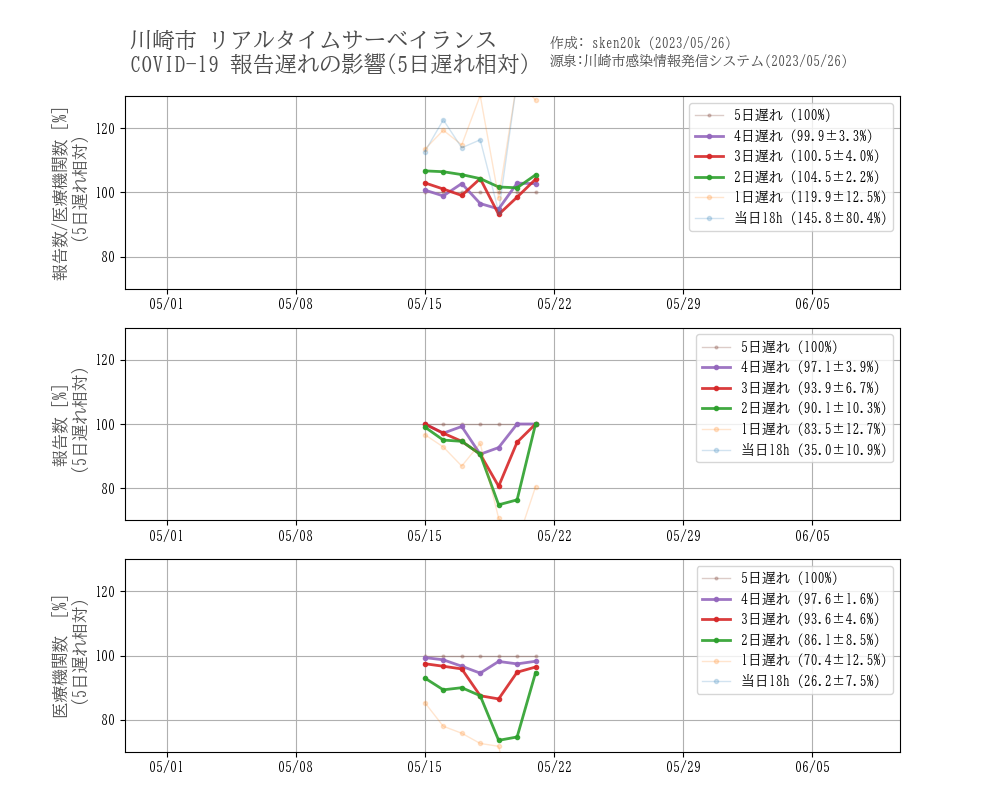 川崎市 リアルタイムサーベイランス
COVID-19 報告遅れの影響(5日遅れ相対)
作成: sken20k (2023/05/26)
源泉:川崎市感染情報発信システム(2023/05/26)
報告数/医療機関数 [%]
(5日遅れ相対)
120
100
80
5日遅れ (100%)
4日遅れ (99.9±3.3%)
3日遅れ (100.5±4.0%)
2日遅れ (104.5±2.2%)
1日遅れ (119.9±12.5%)
当日18h (145.8±80.4%)
05/01 05/08 05/15 05/22 05/29 06/05
報告数 [%]
(5日遅れ相対)
120
100
80
5日遅れ (100%)
4日遅れ (97.1±3.9%)
3日遅れ (93.9±6.7%)
2日遅れ (90.1±10.3%)
1日遅れ (83.5±12.7%)
当日18h (35.0±10.9%)
05/01 05/08 05/15 05/22 05/29 06/05
医療機関数 [%]
(5日遅れ相対)
120
100
80
5日遅れ (100%)
4日遅れ (97.6±1.6%)
3日遅れ (93.6±4.6%)
2日遅れ (86.1±8.5%)
1日遅れ (70.4±12.5%)
当日18h (26.2±7.5%)
05/01 05/08 05/15 05/22 05/29 06/05